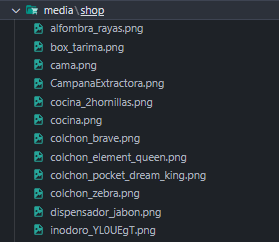 media\shop
alfombra_rayas.png
box_tarima.png
cama.png
CampanaExtractora.png
cocina_2hornillas.png
cocina.png
colchon_brave.png
colchon_element_queen.png
colchon_pocket_dream_king.png
colchon_zebra.png
dispensador_jabon.png
inodoro_YL0UEgT.png